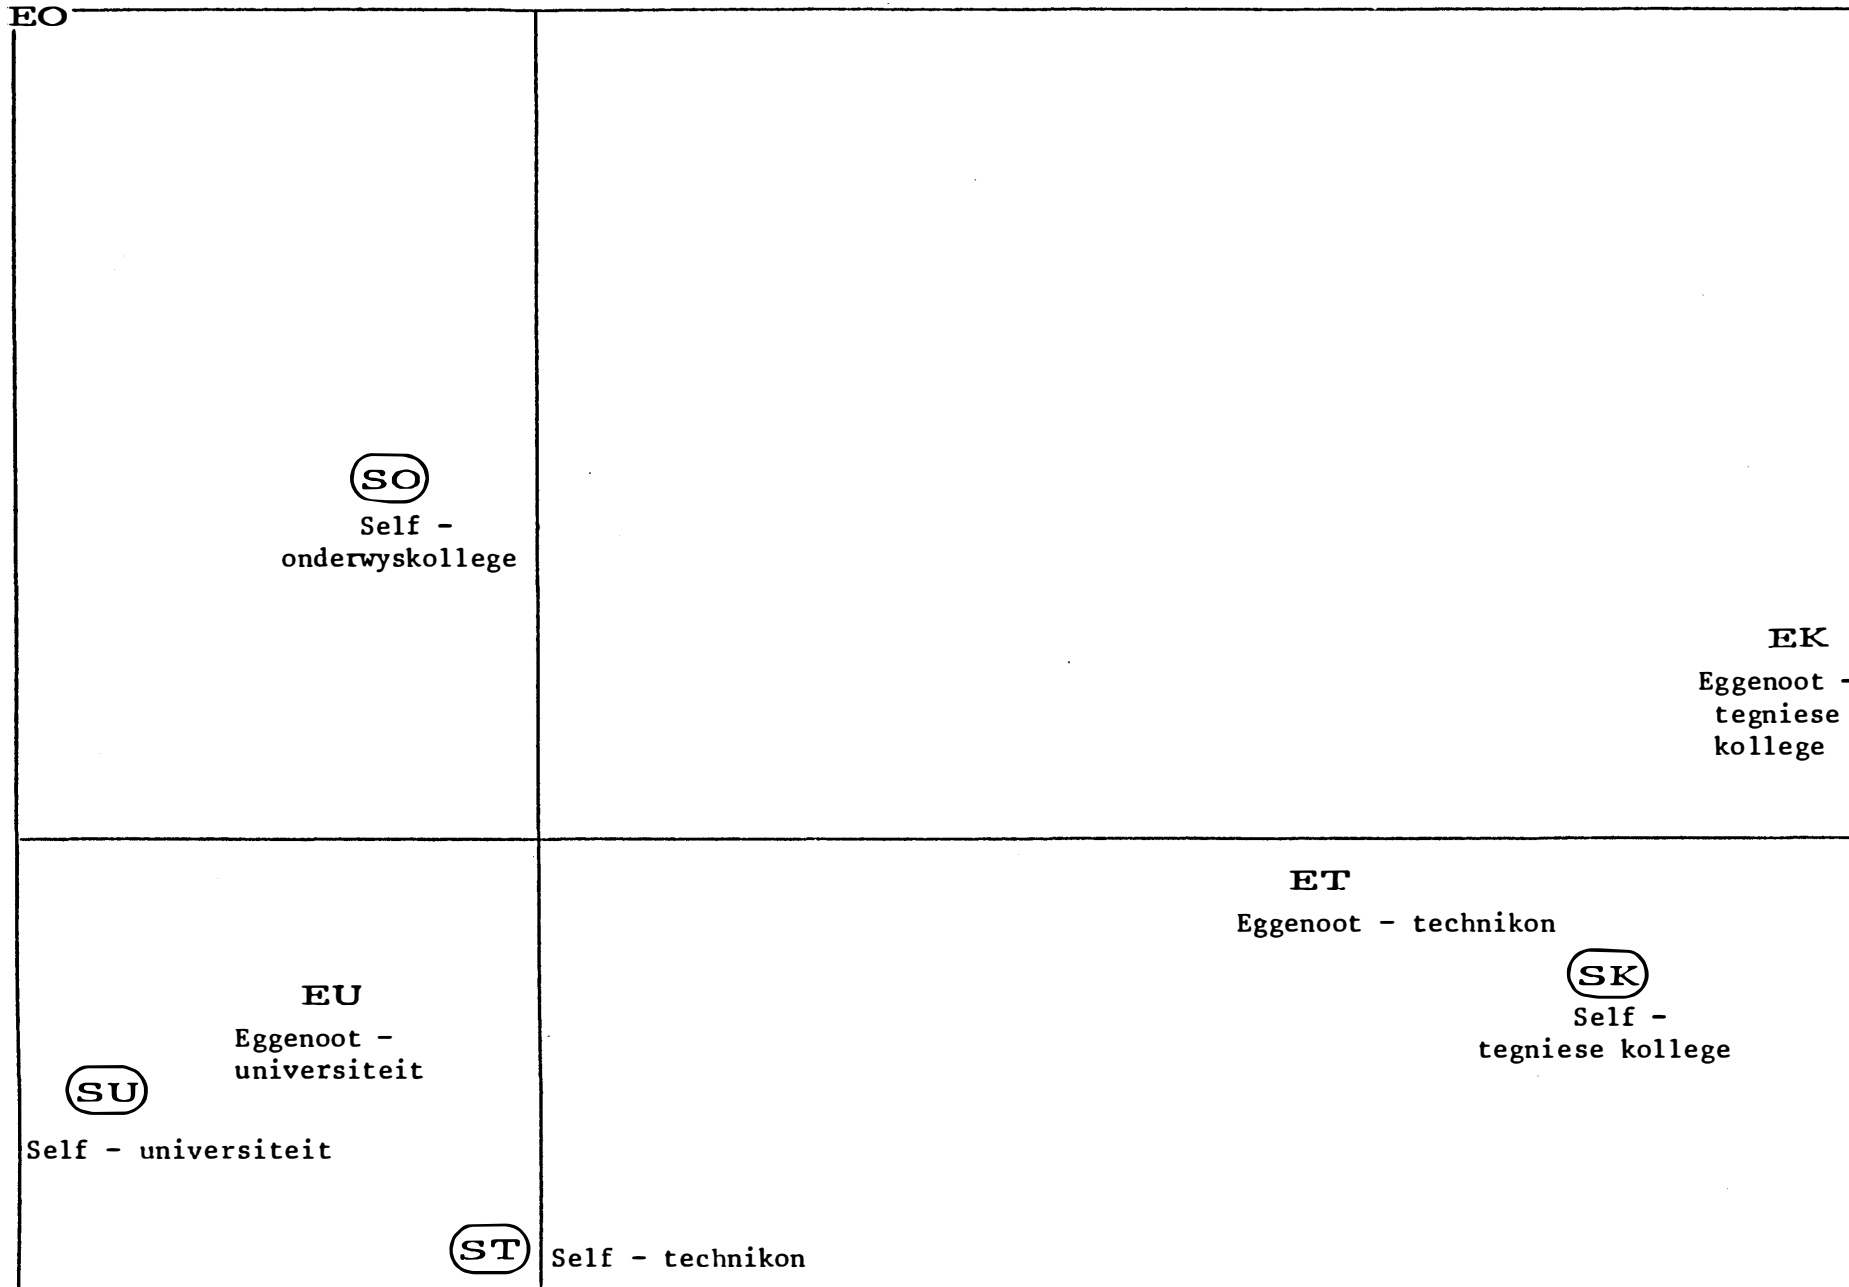 EO
SO
Self -
onderwyskollege
EK
Eggenoot -
tegniese
kollege
ET
Eggenoot - technikon
SK
Self -
tegniese kollege
EU
Eggenoot -
universiteit
SU
Self - universiteit
ST
Self - technikon